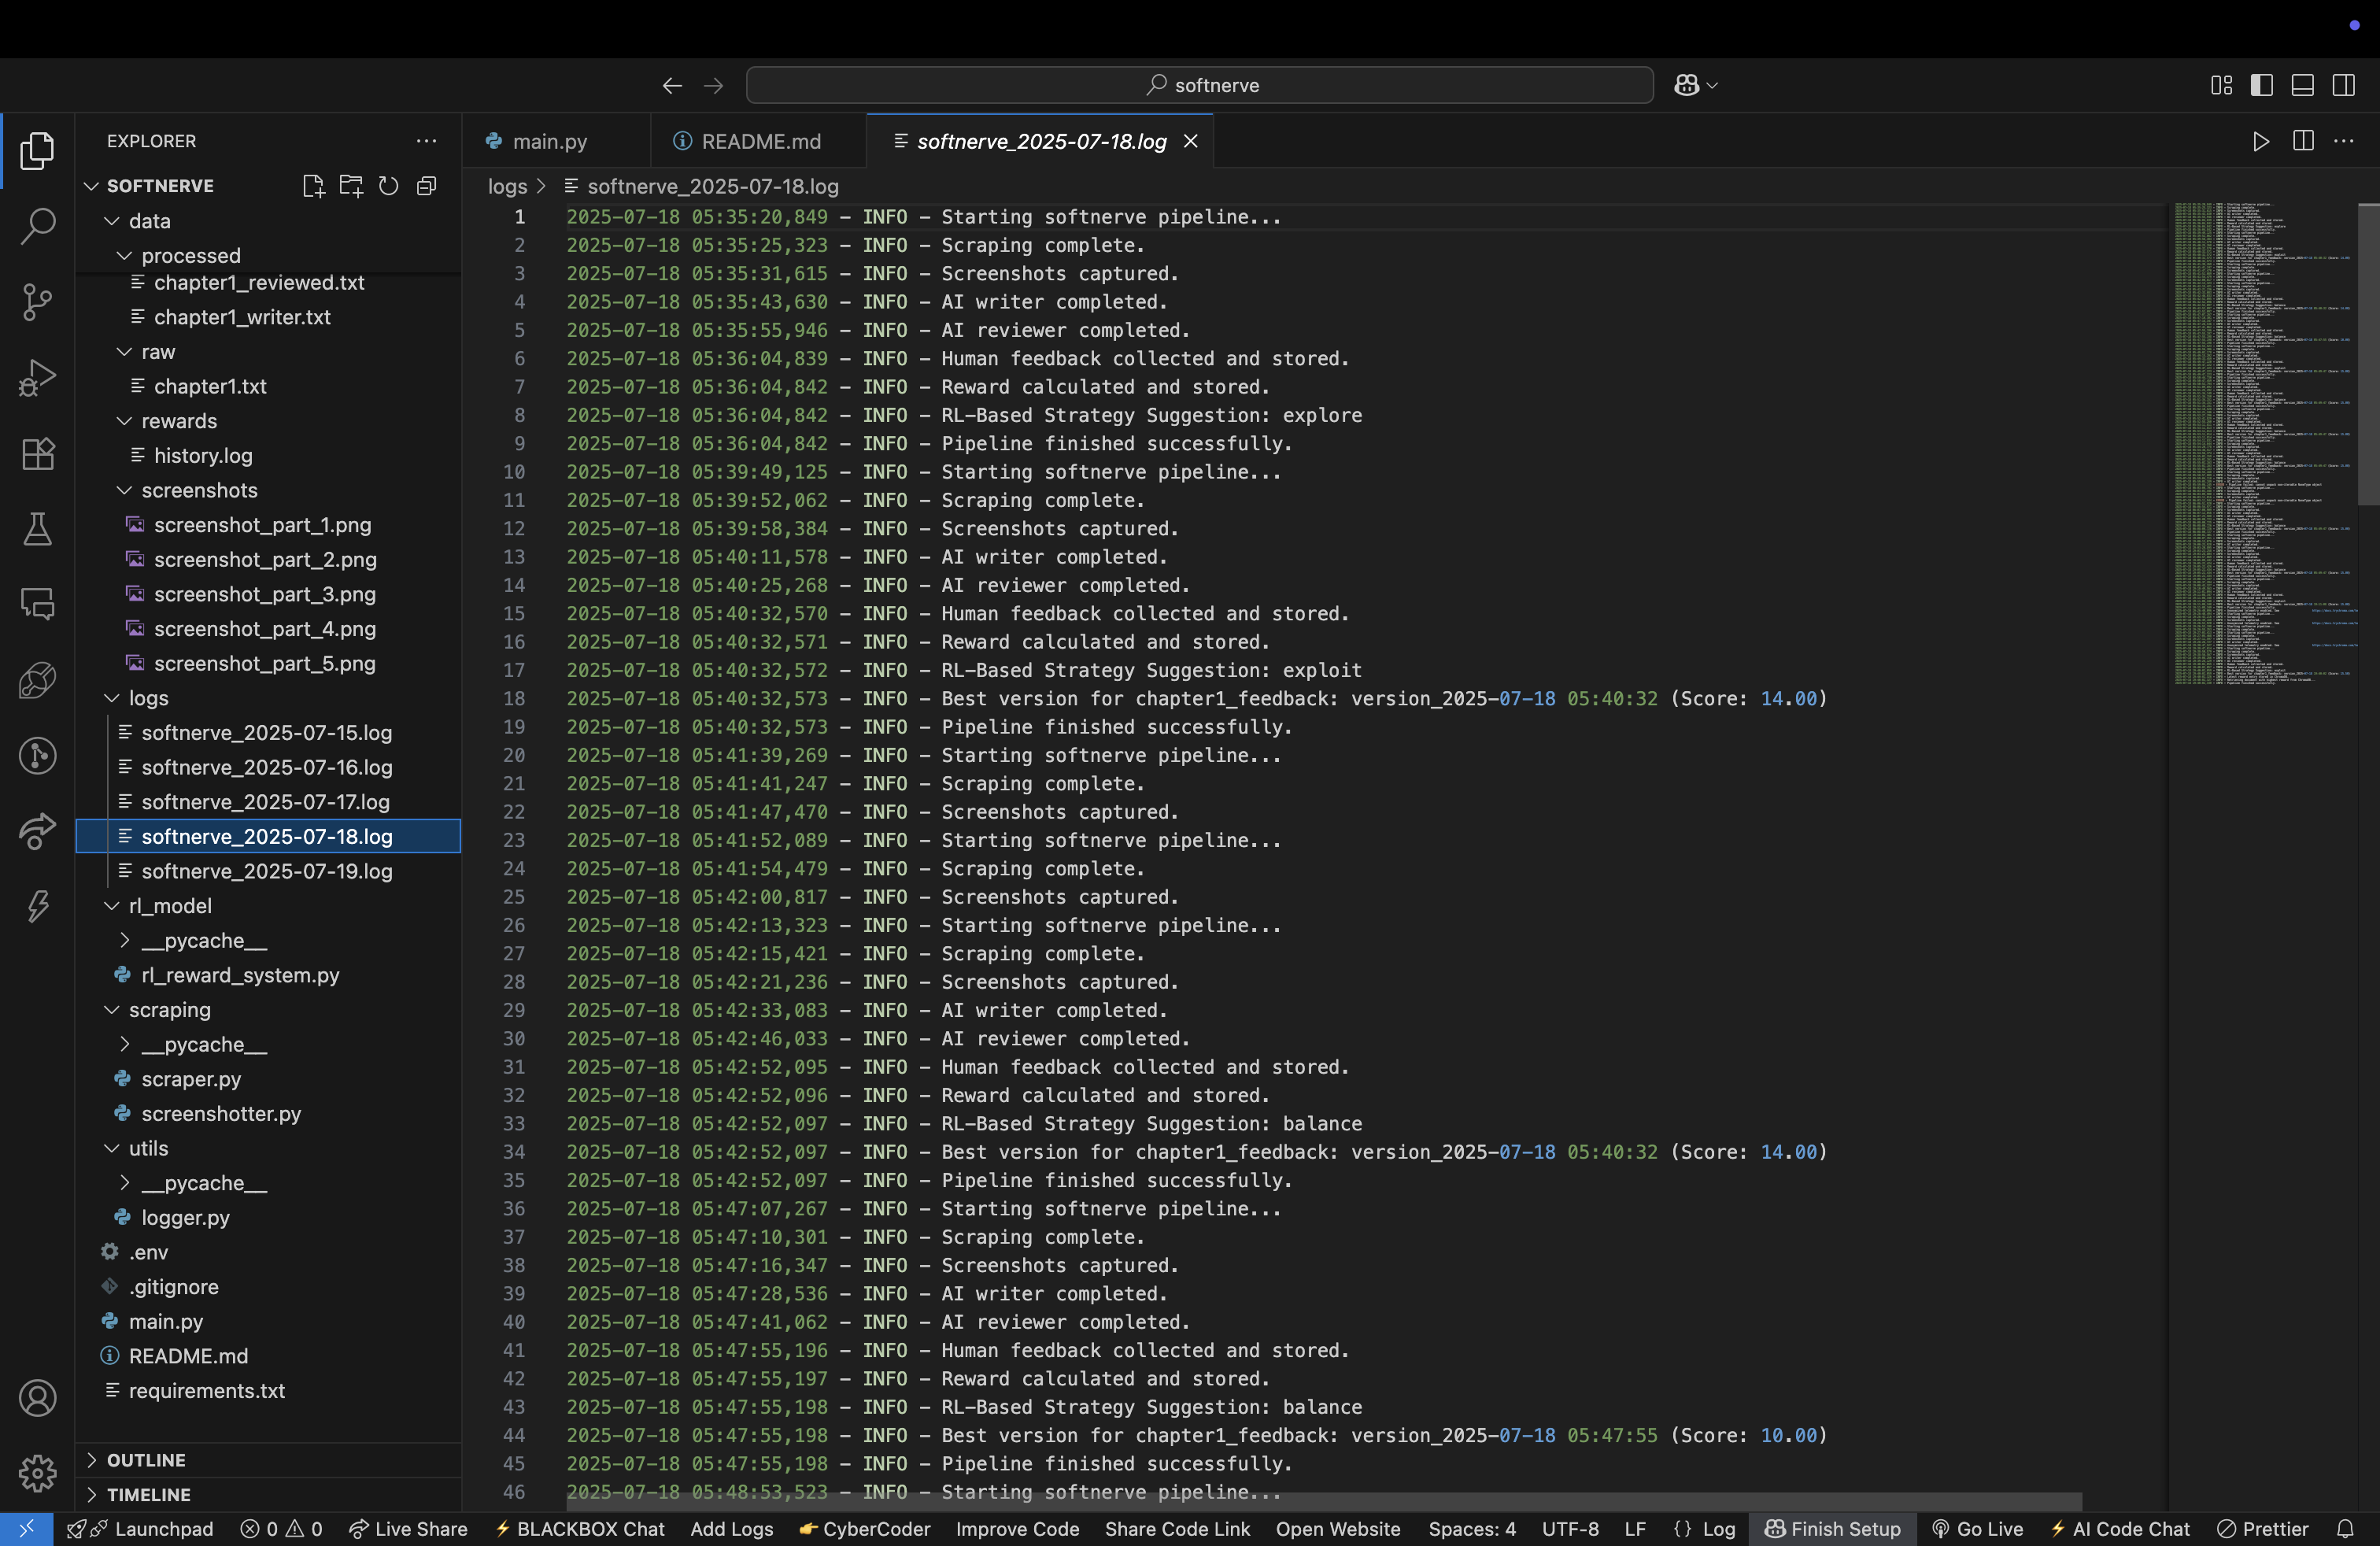 softnerve
EXPLORER
SOFTNERVE
data
processed
chapter1_reviewed.txt
chapter1_writer.txt
raw
chapter1.txt
rewards
history.log
screenshots
screenshot_part_1.png
screenshot_part_2.png
screenshot_part_3.png
screenshot_part_4.png
screenshot_part_5.png
logs
softnerve_2025-07-15.log
softnerve_2025-07-16.log
softnerve_2025-07-17.log
softnerve_2025-07-18.log
softnerve_2025-07-19.log
rl_model
__pycache__
rl_reward_system.py
scraping
__pycache__
scraper.py
screenshotter.py
utils
__pycache__
logger.py
.env
.gitignore
main.py
README.md
requirements.txt
OUTLINE
TIMELINE
main.py README.md softnerve_2025-07-18.log
logs > softnerve_2025-07-18.log
1 2025-07-18 05:35:20,849 - INFO - Starting softnerve pipeline...
2 2025-07-18 05:35:25,323 - INFO - Scraping complete.
3 2025-07-18 05:35:31,615 - INFO - Screenshots captured.
4 2025-07-18 05:35:43,630 - INFO - AI writer completed.
5 2025-07-18 05:35:55,946 - INFO - AI reviewer completed.
6 2025-07-18 05:36:04,839 - INFO - Human feedback collected and stored.
7 2025-07-18 05:36:04,842 - INFO - Reward calculated and stored.
8 2025-07-18 05:36:04,842 - INFO - RL-Based Strategy Suggestion: explore
9 2025-07-18 05:36:04,842 - INFO - Pipeline finished successfully.
10 2025-07-18 05:39:49,125 - INFO - Starting softnerve pipeline...
11 2025-07-18 05:39:52,062 - INFO - Scraping complete.
12 2025-07-18 05:39:58,384 - INFO - Screenshots captured.
13 2025-07-18 05:40:11,578 - INFO - AI writer completed.
14 2025-07-18 05:40:25,268 - INFO - AI reviewer completed.
15 2025-07-18 05:40:32,570 - INFO - Human feedback collected and stored.
16 2025-07-18 05:40:32,571 - INFO - Reward calculated and stored.
17 2025-07-18 05:40:32,572 - INFO - RL-Based Strategy Suggestion: exploit
18 2025-07-18 05:40:32,573 - INFO - Best version for chapter1_feedback: version_2025-07-18 05:40:32 (Score: 14.00)
19 2025-07-18 05:40:32,573 - INFO - Pipeline finished successfully.
20 2025-07-18 05:41:39,269 - INFO - Starting softnerve pipeline...
21 2025-07-18 05:41:41,247 - INFO - Scraping complete.
22 2025-07-18 05:41:47,470 - INFO - Screenshots captured.
23 2025-07-18 05:41:52,089 - INFO - Starting softnerve pipeline...
24 2025-07-18 05:41:54,479 - INFO - Scraping complete.
25 2025-07-18 05:42:00,817 - INFO - Screenshots captured.
26 2025-07-18 05:42:13,323 - INFO - Starting softnerve pipeline...
27 2025-07-18 05:42:15,421 - INFO - Scraping complete.
28 2025-07-18 05:42:21,236 - INFO - Screenshots captured.
29 2025-07-18 05:42:33,083 - INFO - AI writer completed.
30 2025-07-18 05:42:46,033 - INFO - AI reviewer completed.
31 2025-07-18 05:42:52,095 - INFO - Human feedback collected and stored.
32 2025-07-18 05:42:52,096 - INFO - Reward calculated and stored.
33 2025-07-18 05:42:52,097 - INFO - RL-Based Strategy Suggestion: balance
34 2025-07-18 05:42:52,097 - INFO - Best version for chapter1_feedback: version_2025-07-18 05:40:32 (Score: 14.00)
35 2025-07-18 05:42:52,097 - INFO - Pipeline finished successfully.
36 2025-07-18 05:47:07,267 - INFO - Starting softnerve pipeline...
37 2025-07-18 05:47:10,301 - INFO - Scraping complete.
38 2025-07-18 05:47:16,347 - INFO - Screenshots captured.
39 2025-07-18 05:47:28,536 - INFO - AI writer completed.
40 2025-07-18 05:47:41,062 - INFO - AI reviewer completed.
41 2025-07-18 05:47:55,196 - INFO - Human feedback collected and stored.
42 2025-07-18 05:47:55,197 - INFO - Reward calculated and stored.
43 2025-07-18 05:47:55,198 - INFO - RL-Based Strategy Suggestion: balance
44 2025-07-18 05:47:55,198 - INFO - Best version for chapter1_feedback: version_2025-07-18 05:47:55 (Score: 10.00)
45 2025-07-18 05:47:55,198 - INFO - Pipeline finished successfully.
46 2025-07-18 05:48:53,523 - INFO - Starting softnerve pipeline...
Launchpad 0 0 Live Share BLACKBOX Chat Add Logs CyberCoder Improve Code Share Code Link Open Website Spaces: 4 UTF-8 LF {} Log Finish Setup Go Live AI Code Chat Prettier